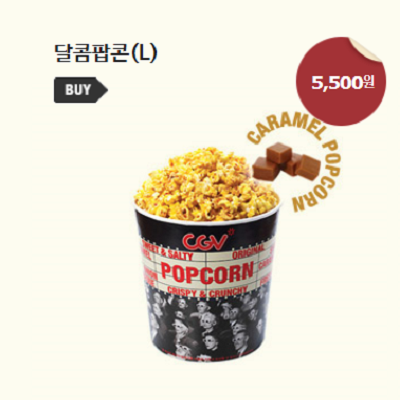 달콤팝콘(L)
BUY
5,500원
CARAMEL POPCORN
CGV
SWEET & SALTY
ORIGINAL
POPCORN
CRISPY & CRUNCHY